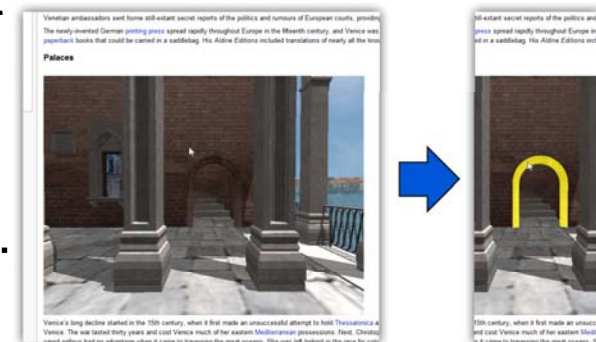 Venetian ambassadors sent home still-extant secret reports of the politics and rumours of European courts, providing
The newly-invented German printing press spread rapidly throughout Europe in the fifteenth century, and Venice was
paperback books that could be carried in a saddlebag. His Aldine Editions included translations of nearly all the
Palaces
Venice's long decline started in the 15th century, when it first made an unsuccessful attempt to hold Thessalonica a
Venice. The war lasted thirty years and cost Venice much of her eastern Mediterranean possessions. Next, Christop
still-extant secret reports of the politics and
press spread rapidly throughout Europe in the
in a saddlebag. His Aldine Editions incl
15th century, when it first made an unsucc
and cost Venice much of her eastern Medit